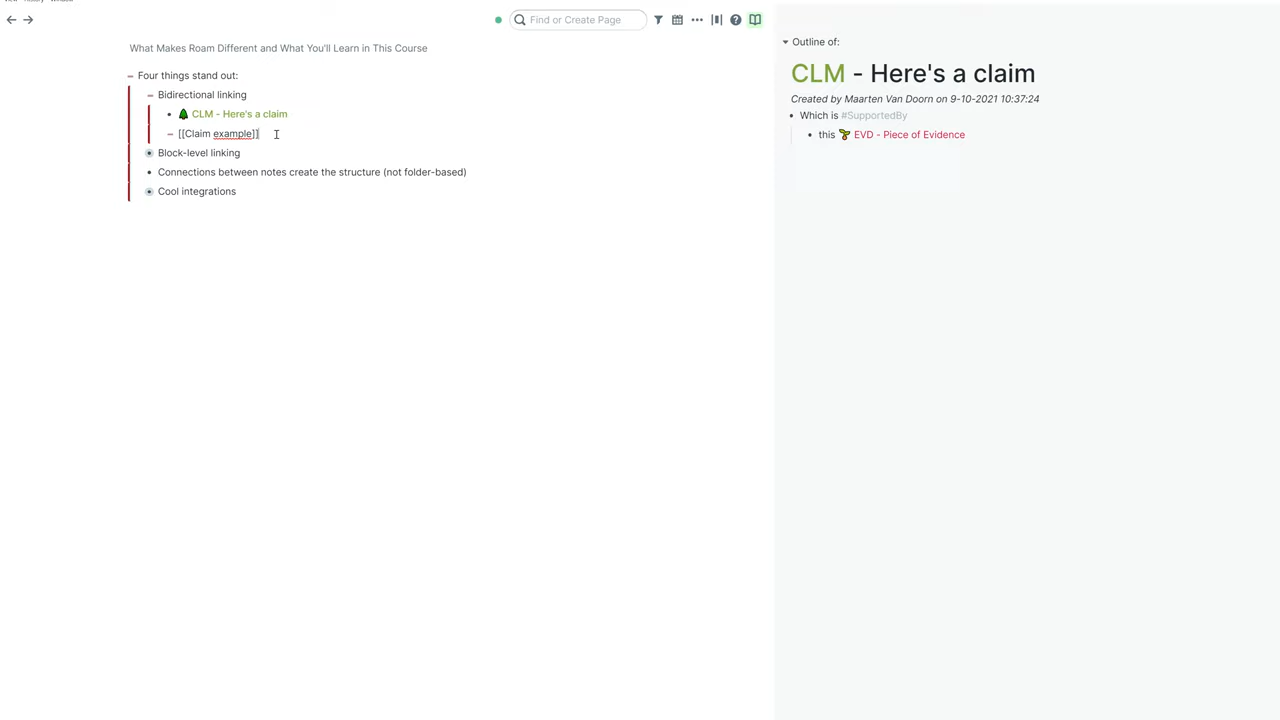 Find or Create Page
What Makes Roam Different and What You'll Learn in This Course
Four things stand out:
Bidirectional linking
CLM - Here's a claim
[[Claim example]]
Block-level linking
Connections between notes create the structure (not folder-based)
Cool integrations
Outline of:
CLM - Here's a claim
Created by Maarten Van Doorn on 9-10-2021 10:37:24
Which is #SupportedBy
this EVD - Piece of Evidence